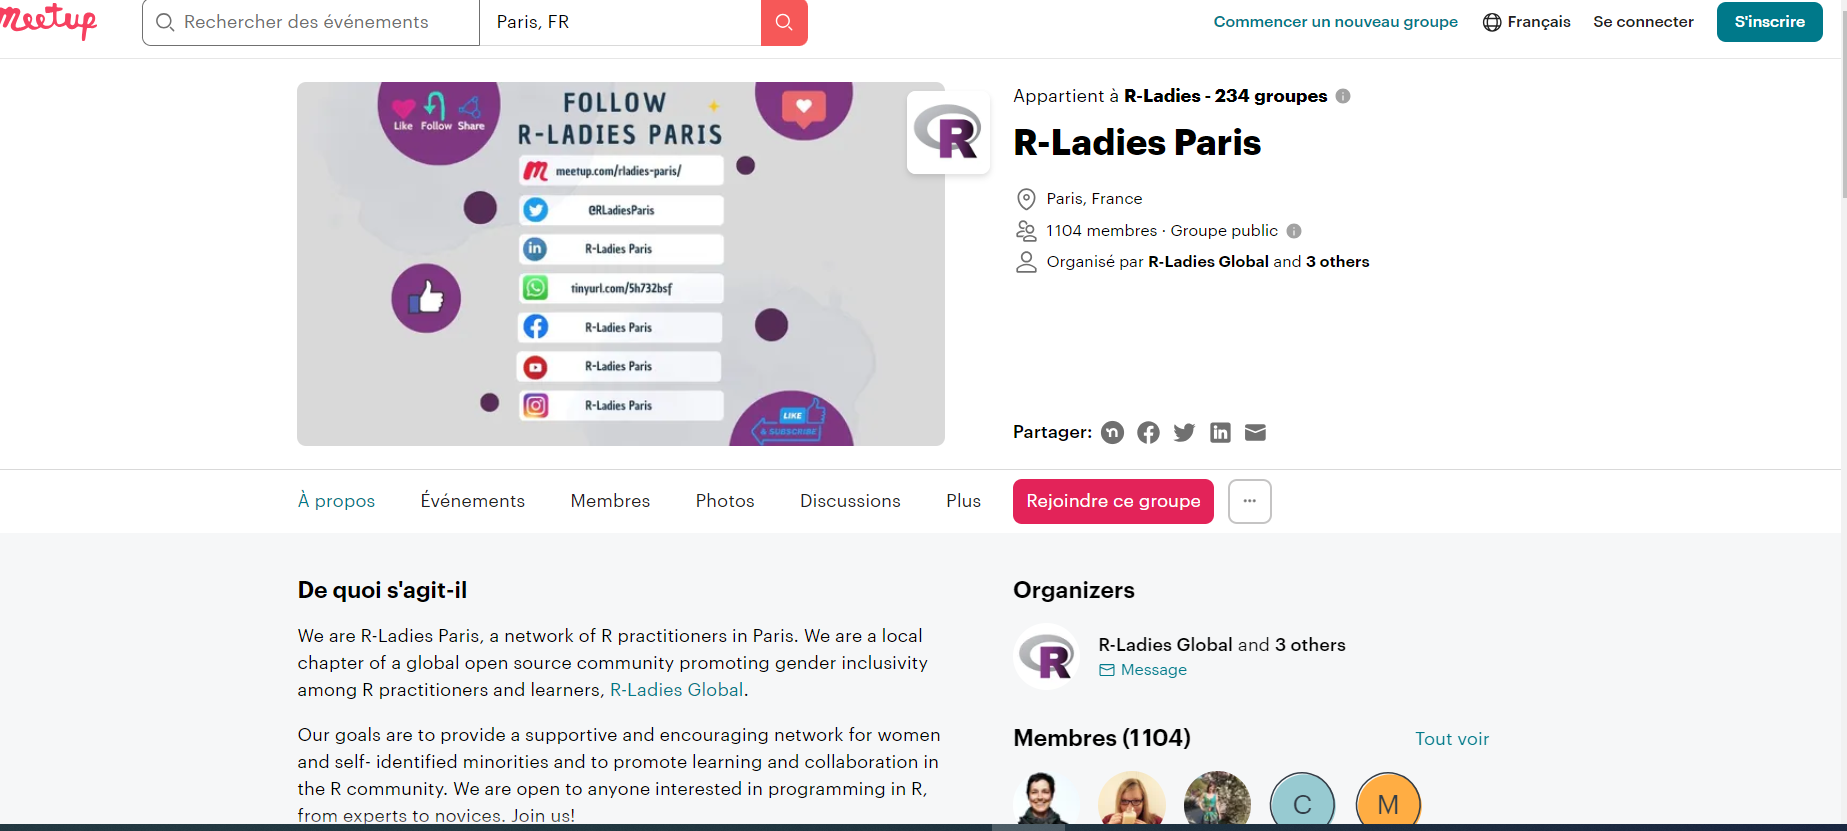 meetup
Rechercher des événements
Paris, FR
Commencer un nouveau groupe
Français
Se connecter
S'inscrire
Like Follow Share
FOLLOW
R-LADIES PARIS
meetup.com/rladies-paris/
@RLadiesParis
in R-Ladies Paris
tinyurl.com/5h732bsf
R-Ladies Paris
R-Ladies Paris
R-Ladies Paris
LIKE
& SUBSCRIBE
R
Appartient à R-Ladies - 234 groupes
R-Ladies Paris
Paris, France
1 104 membres · Groupe public
Organisé par R-Ladies Global and 3 others
Partager:
À propos
Événements
Membres
Photos
Discussions
Plus
Rejoindre ce groupe
De quoi s'agit-il
We are R-Ladies Paris, a network of R practitioners in Paris. We are a local
chapter of a global open source community promoting gender inclusivity
among R practitioners and learners, R-Ladies Global.
Our goals are to provide a supportive and encouraging network for women
and self- identified minorities and to promote learning and collaboration in
the R community. We are open to anyone interested in programming in R,
from experts to novices. Join us!
Organizers
R
R-Ladies Global and 3 others
Message
Membres (1 104)
Tout voir
C
M